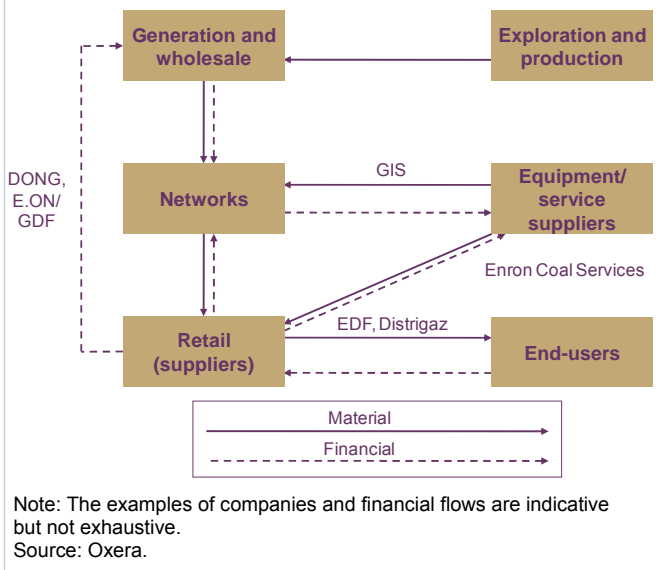 Generation and
wholesale
Exploration and
production
DONG,
E.ON/
GDF
Networks
GIS
Equipment/
service
suppliers
Enron Coal Services
Retail
(suppliers)
EDF, Distrigaz
End-users
Material
Financial
Note: The examples of companies and financial flows are indicative
but not exhaustive.
Source: Oxera.